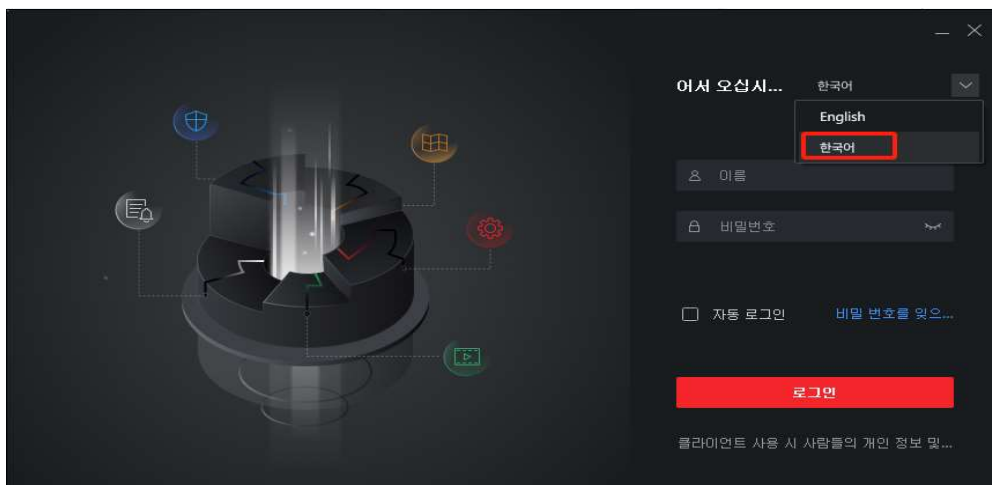 어서 오십시...
한국어
English
한국어
이름
비밀번호
자동 로그인
비밀 번호를 잊으...
로그인
클라이언트 사용 시 사람들의 개인 정보 및...